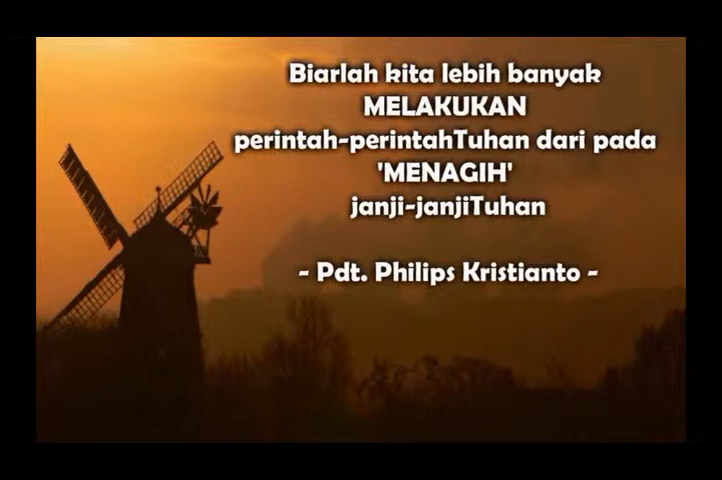 Biarlah kita lebih banyak
MELAKUKAN
perintah-perintahTuhan dari pada
'MENAGIH'
janji-janjiTuhan
- Pdt. Philips Kristianto -